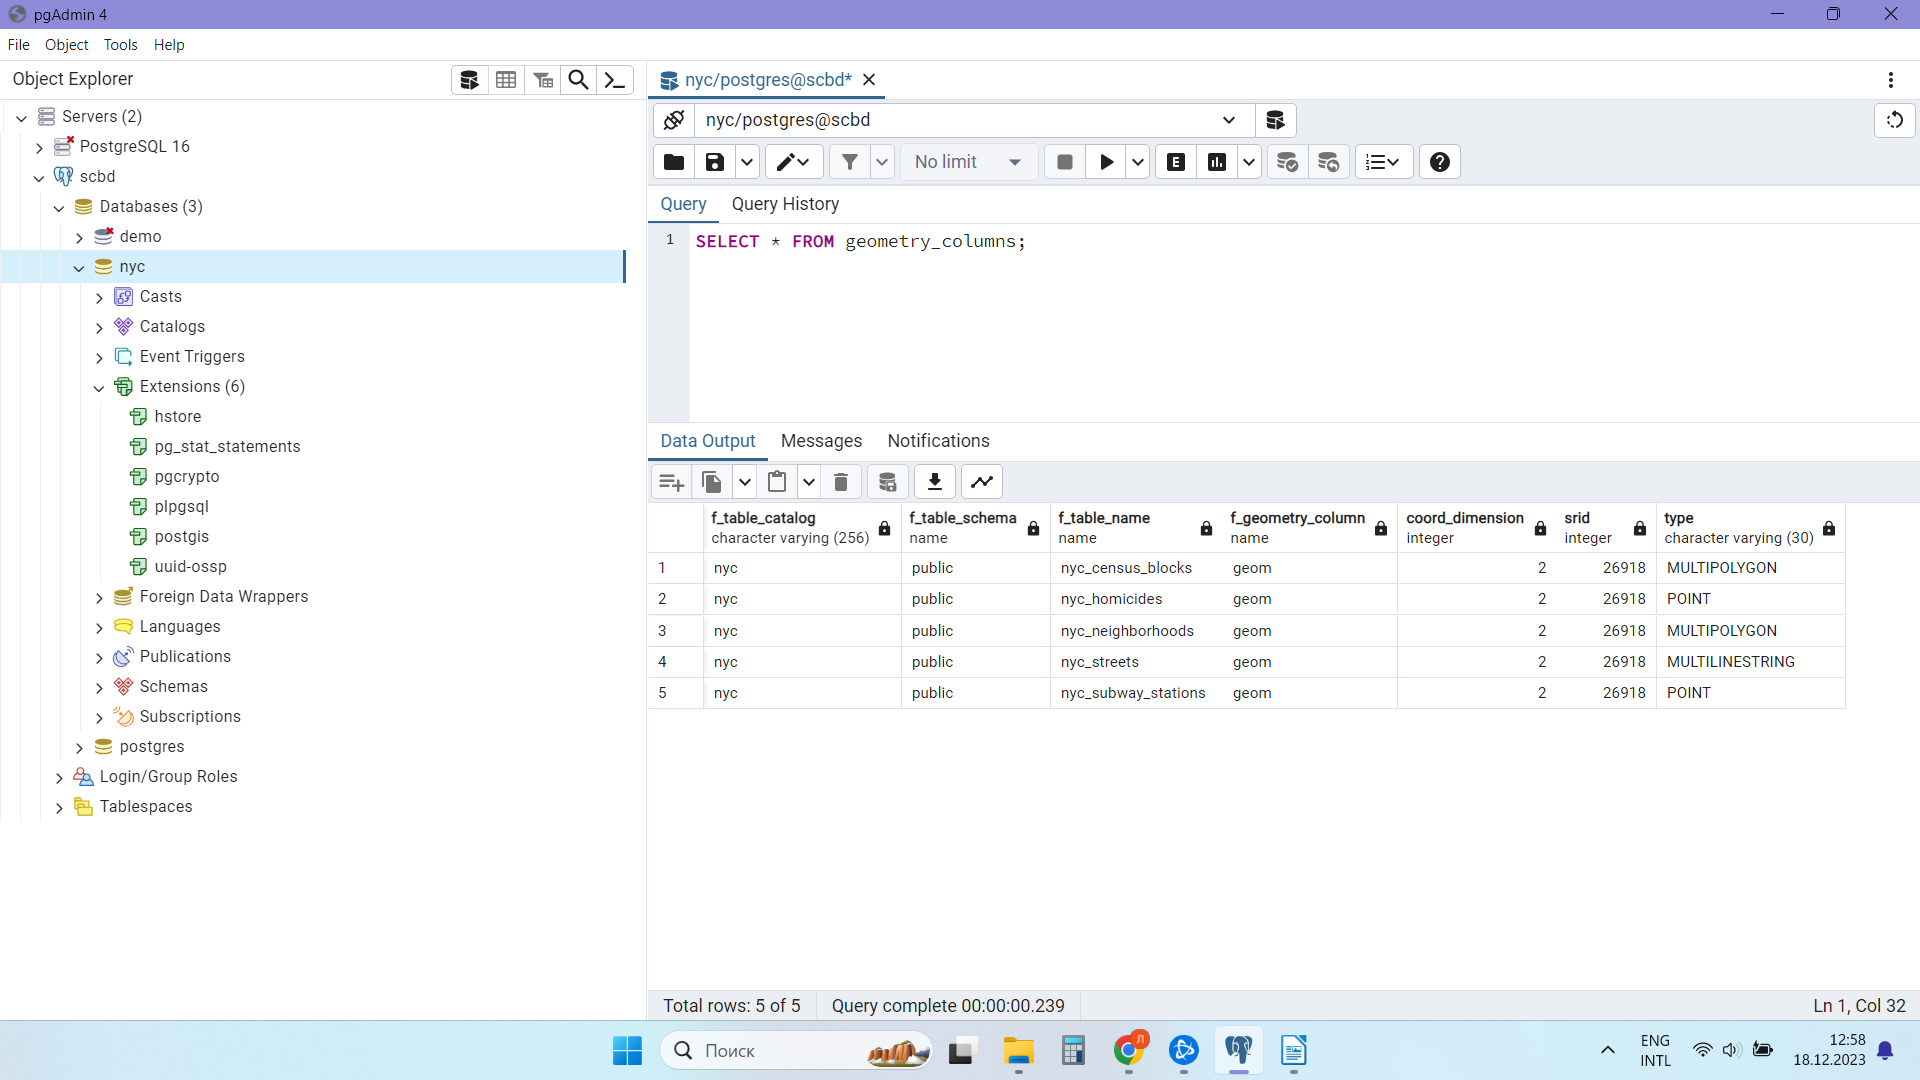 pgAdmin 4
File Object Tools Help
Object Explorer
nyc/postgres@scbd*
Servers (2)
PostgreSQL 16
scbd
Databases (3)
demo
nyc
Casts
Catalogs
Event Triggers
Extensions (6)
hstore
pg_stat_statements
pgcrypto
plpgsql
postgis
uuid-ossp
Foreign Data Wrappers
Languages
Publications
Schemas
Subscriptions
postgres
Login/Group Roles
Tablespaces
nyc/postgres@scbd
No limit
E
Query Query History
1 SELECT * FROM geometry_columns;
Data Output Messages Notifications
f_table_catalog f_table_schema f_table_name f_geometry_column coord_dimension srid type
character varying (256) name name name integer integer character varying (30)
1 nyc public nyc_census_blocks geom 2 26918 MULTIPOLYGON
2 nyc public nyc_homicides geom 2 26918 POINT
3 nyc public nyc_neighborhoods geom 2 26918 MULTIPOLYGON
4 nyc public nyc_streets geom 2 26918 MULTILINESTRING
5 nyc public nyc_subway_stations geom 2 26918 POINT
Total rows: 5 of 5 Query complete 00:00:00.239 Ln 1, Col 32
Поиск
Л
ENG
INTL
12:58
18.12.2023